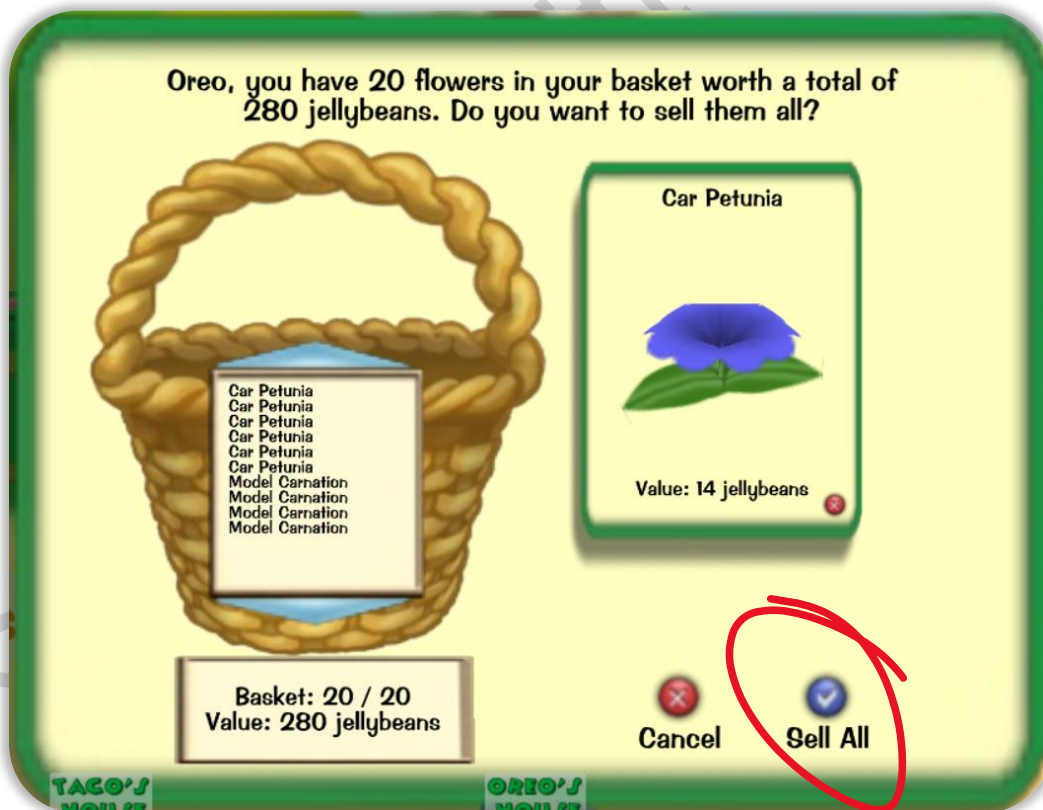 Oreo, you have 20 flowers in your basket worth a total of
280 jellybeans. Do you want to sell them all?
Car Petunia
Car Petunia
Car Petunia
Car Petunia
Car Petunia
Car Petunia
Car Petunia
Model Carnation
Model Carnation
Model Carnation
Model Carnation
Value: 14 jellybeans
Basket: 20 / 20
Value: 280 jellybeans
Cancel
Sell All
TACO'S
HOUSE
OREO'S
HOUSE